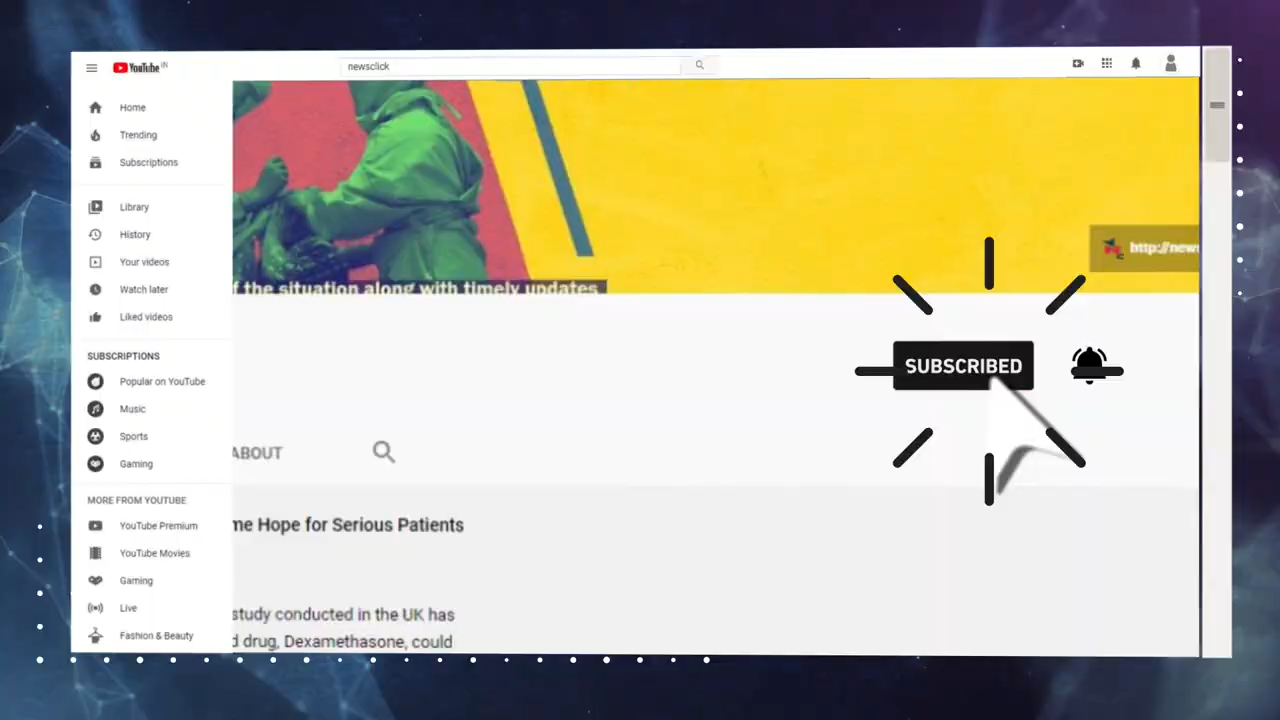 YouTube IN
newsclick
Home
Trending
Subscriptions
Library
History
Your videos
Watch later
Liked videos
SUBSCRIPTIONS
Popular on YouTube
Music
Sports
Gaming
MORE FROM YOUTUBE
YouTube Premium
YouTube Movies
Gaming
Live
Fashion & Beauty
http://news
f the situation along with timely updates
SUBSCRIBED
ABOUT
me Hope for Serious Patients
study conducted in the UK has
d drug, Dexamethasone, could